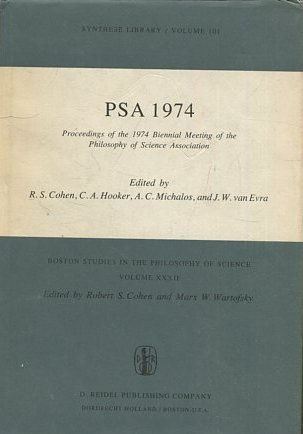 SYNTHESE LIBRARY / VOLUME 101
PSA 1974
Proceedings of the 1974 Biennial Meeting of the
Philosophy of Science Association
Edited by
R. S. Cohen, C. A. Hooker, A. C. Michalos, and J. W. van Evra
BOSTON STUDIES IN THE PHILOSOPHY OF SCIENCE
VOLUME XXXII
Edited by Robert S. Cohen and Marx W. Wartofsky
D R
D. REIDEL PUBLISHING COMPANY
DORDRECHT HOLLAND / BOSTON U.S.A.